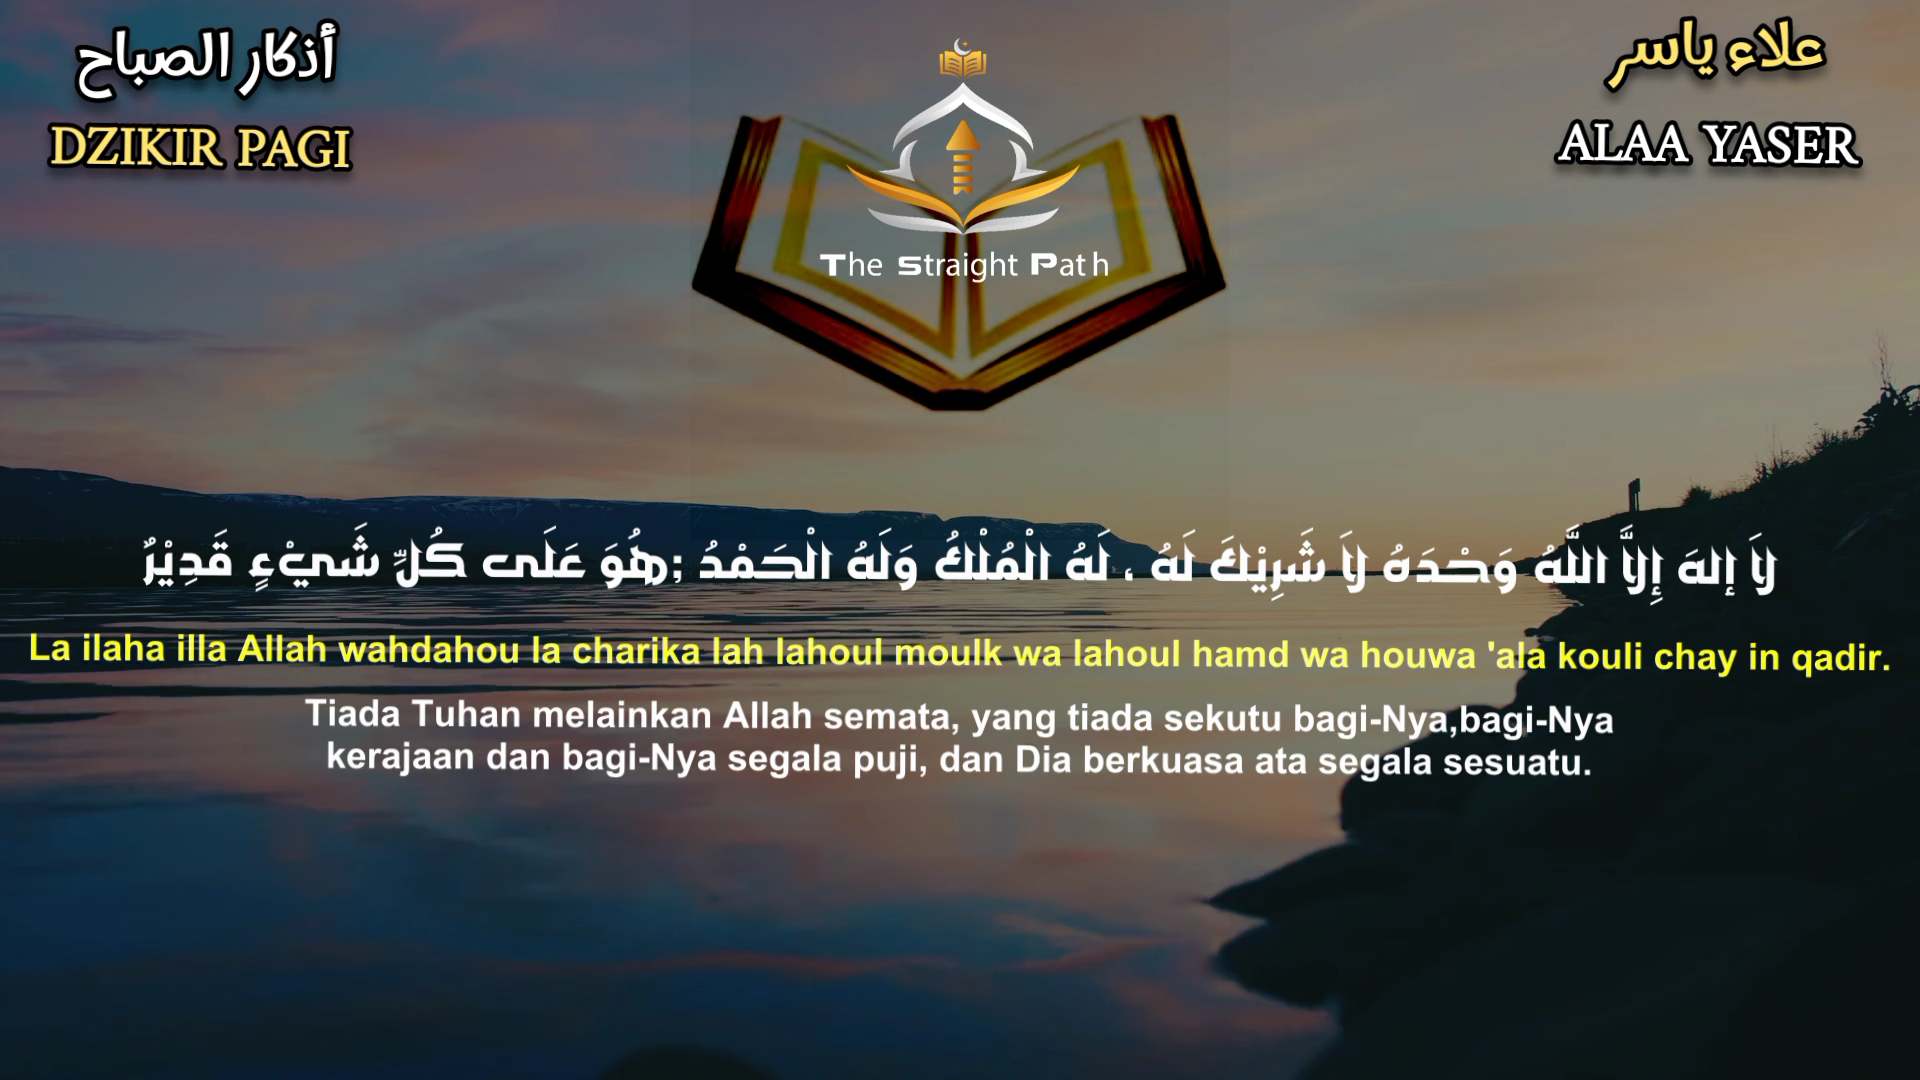 أذكار الصباح
DZIKIR PAGI
علاء ياسر
ALAA YASER
The Straight Path
لاَ إلهَ إِلاَّ اللَّهُ وَحْدَهُ لاَ شَرِيْكَ لَهُ ، لَهُ الْمُلْكُ وَلَهُ الْحَمْدُ ;هُوَ عَلَى كُلِّ شَيْءٍ قَدِيْرٌ
La ilaha illa Allah wahdahou la charika lah lahoul moulk wa lahoul hamd wa houwa 'ala kouli chay in qadir.
Tiada Tuhan melainkan Allah semata, yang tiada sekutu bagi-Nya,bagi-Nya
kerajaan dan bagi-Nya segala puji, dan Dia berkuasa ata segala sesuatu.